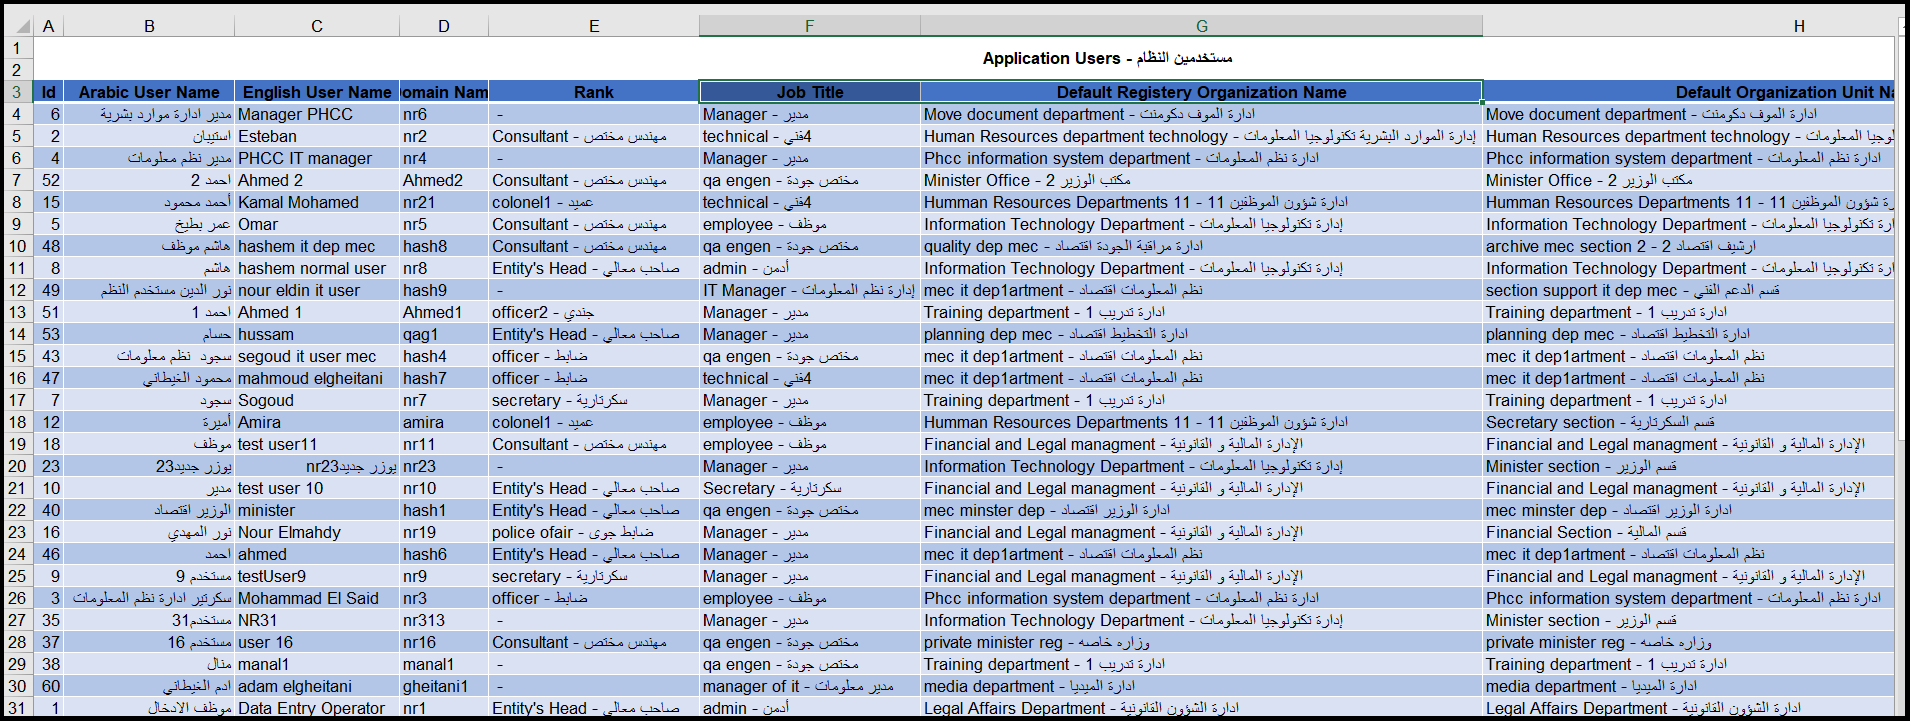 A B C D E F G H
1
Application Users - مستخدمين النظام
2
3 Id Arabic User Name English User Name omain Nam Rank Job Title Default Registery Organization Name Default Organization Unit Na
4 6 مدير ادارة موارد بشرية Manager PHCC nr6 - Manager - مدير Move document department - ادارة الموف دكومنت Move document department - ادارة الموف دكومنت
5 2 استيبان Esteban nr2 Consultant - مهندس مختص technical - فني4 Human Resources department technology - إدارة الموارد البشرية تكنولوجيا المعلومات Human Resources department technology - لوجيا المعلومات
6 4 مدير نظم معلومات PHCC IT manager nr4 - Manager - مدير Phcc information system department - ادارة نظم المعلومات Phcc information system department - ادارة نظم المعلومات
7 52 احمد 2 Ahmed 2 Ahmed2 Consultant - مهندس مختص qa engen - مختص جودة Minister Office - مكتب الوزير 2 Minister Office - مكتب الوزير 2
8 15 أحمد محمود Kamal Mohamed nr21 colonel1 - عميد technical - فني4 Humman Resources Departments 11 - ادارة شؤون الموظفين 11 Humman Resources Departments 11 - رة شؤون الموظفين 11
9 5 عمر بطيخ Omar nr5 Consultant - مهندس مختص employee - موظف Information Technology Department - إدارة تكنولوجيا المعلومات Information Technology Department - رة تكنولوجيا المعلومات
10 48 هاشم موظف hashem it dep mec hash8 Consultant - مهندس مختص qa engen - مختص جودة quality dep mec - ادارة مراقبة الجودة اقتصاد archive mec section 2 - ارشيف اقتصاد 2
11 8 هاشم hashem normal user nr8 Entity's Head - صاحب معالي admin - أدمن Information Technology Department - إدارة تكنولوجيا المعلومات Information Technology Department - رة تكنولوجيا المعلومات
12 49 نور الدين مستخدم النظم nour eldin it user hash9 - IT Manager - إدارة نظم المعلومات mec it dep1artment - نظم المعلومات اقتصاد section support it dep mec - قسم الدعم الفني
13 51 احمد 1 Ahmed 1 Ahmed1 officer2 - جندي Manager - مدير Training department - ادارة تدريب 1 Training department - ادارة تدريب 1
14 53 حسام hussam qag1 Entity's Head - صاحب معالي Manager - مدير planning dep mec - ادارة التخطيط اقتصاد planning dep mec - ادارة التخطيط اقتصاد
15 43 سجود نظم معلومات segoud it user mec hash4 officer - ضابط qa engen - مختص جودة mec it dep1artment - نظم المعلومات اقتصاد mec it dep1artment - نظم المعلومات اقتصاد
16 47 محمود الغيطاني mahmoud elgheitani hash7 officer - ضابط technical - فني4 mec it dep1artment - نظم المعلومات اقتصاد mec it dep1artment - نظم المعلومات اقتصاد
17 7 سجود Sogoud nr7 secretary - سكرتارية Manager - مدير Training department - ادارة تدريب 1 Training department - ادارة تدريب 1
18 12 أميرة Amira amira colonel1 - عميد employee - موظف Humman Resources Departments 11 - ادارة شؤون الموظفين 11 Secretary section - قسم السكرتارية
19 18 موظف test user11 nr11 Consultant - مهندس مختص employee - موظف Financial and Legal managment - الإدارة المالية و القانونية Financial and Legal managment - الإدارة المالية و القانونية
20 23 يوزر جديد23 يوزر جديدnr23 nr23 - Manager - مدير Information Technology Department - إدارة تكنولوجيا المعلومات Minister section - قسم الوزير
21 10 مدير test user 10 nr10 Entity's Head - صاحب معالي Secretary - سكرتارية Financial and Legal managment - الإدارة المالية و القانونية Financial and Legal managment - الإدارة المالية و القانونية
22 40 الوزير اقتصاد minister hash1 Entity's Head - صاحب معالي qa engen - مختص جودة mec minster dep - ادارة الوزير اقتصاد mec minster dep - ادارة الوزير اقتصاد
23 16 نور المهدي Nour Elmahdy nr19 police ofair - ضابط جوى Manager - مدير Financial and Legal managment - الإدارة المالية و القانونية Financial Section - قسم المالية
24 46 احمد ahmed hash6 Entity's Head - صاحب معالي Manager - مدير mec it dep1artment - نظم المعلومات اقتصاد mec it dep1artment - نظم المعلومات اقتصاد
25 9 مستخدم 9 testUser9 nr9 secretary - سكرتارية Manager - مدير Financial and Legal managment - الإدارة المالية و القانونية Financial and Legal managment - الإدارة المالية و القانونية
26 3 سكرتير ادارة نظم المعلومات Mohammad El Said nr3 officer - ضابط employee - موظف Phcc information system department - ادارة نظم المعلومات Phcc information system department - ادارة نظم المعلومات
27 35 مستخدم31 NR31 nr313 - Manager - مدير Information Technology Department - إدارة تكنولوجيا المعلومات Minister section - قسم الوزير
28 37 مستخدم 16 user 16 nr16 Consultant - مهندس مختص qa engen - مختص جودة private minister reg - وزاره خاصه private minister reg - وزاره خاصه
29 38 منال manal1 manal1 - qa engen - مختص جودة Training department - ادارة تدريب 1 Training department - ادارة تدريب 1
30 60 ادم الغيطاني adam elgheitani gheitani1 - manager of it - مدير معلومات media department - ادارة الميديا media department - ادارة الميديا
31 1 موظف الادخال Data Entry Operator nr1 Entity's Head - صاحب معالي admin - أدمن Legal Affairs Department - ادارة الشؤون القانونية Legal Affairs Department - ادارة الشؤون القانونية